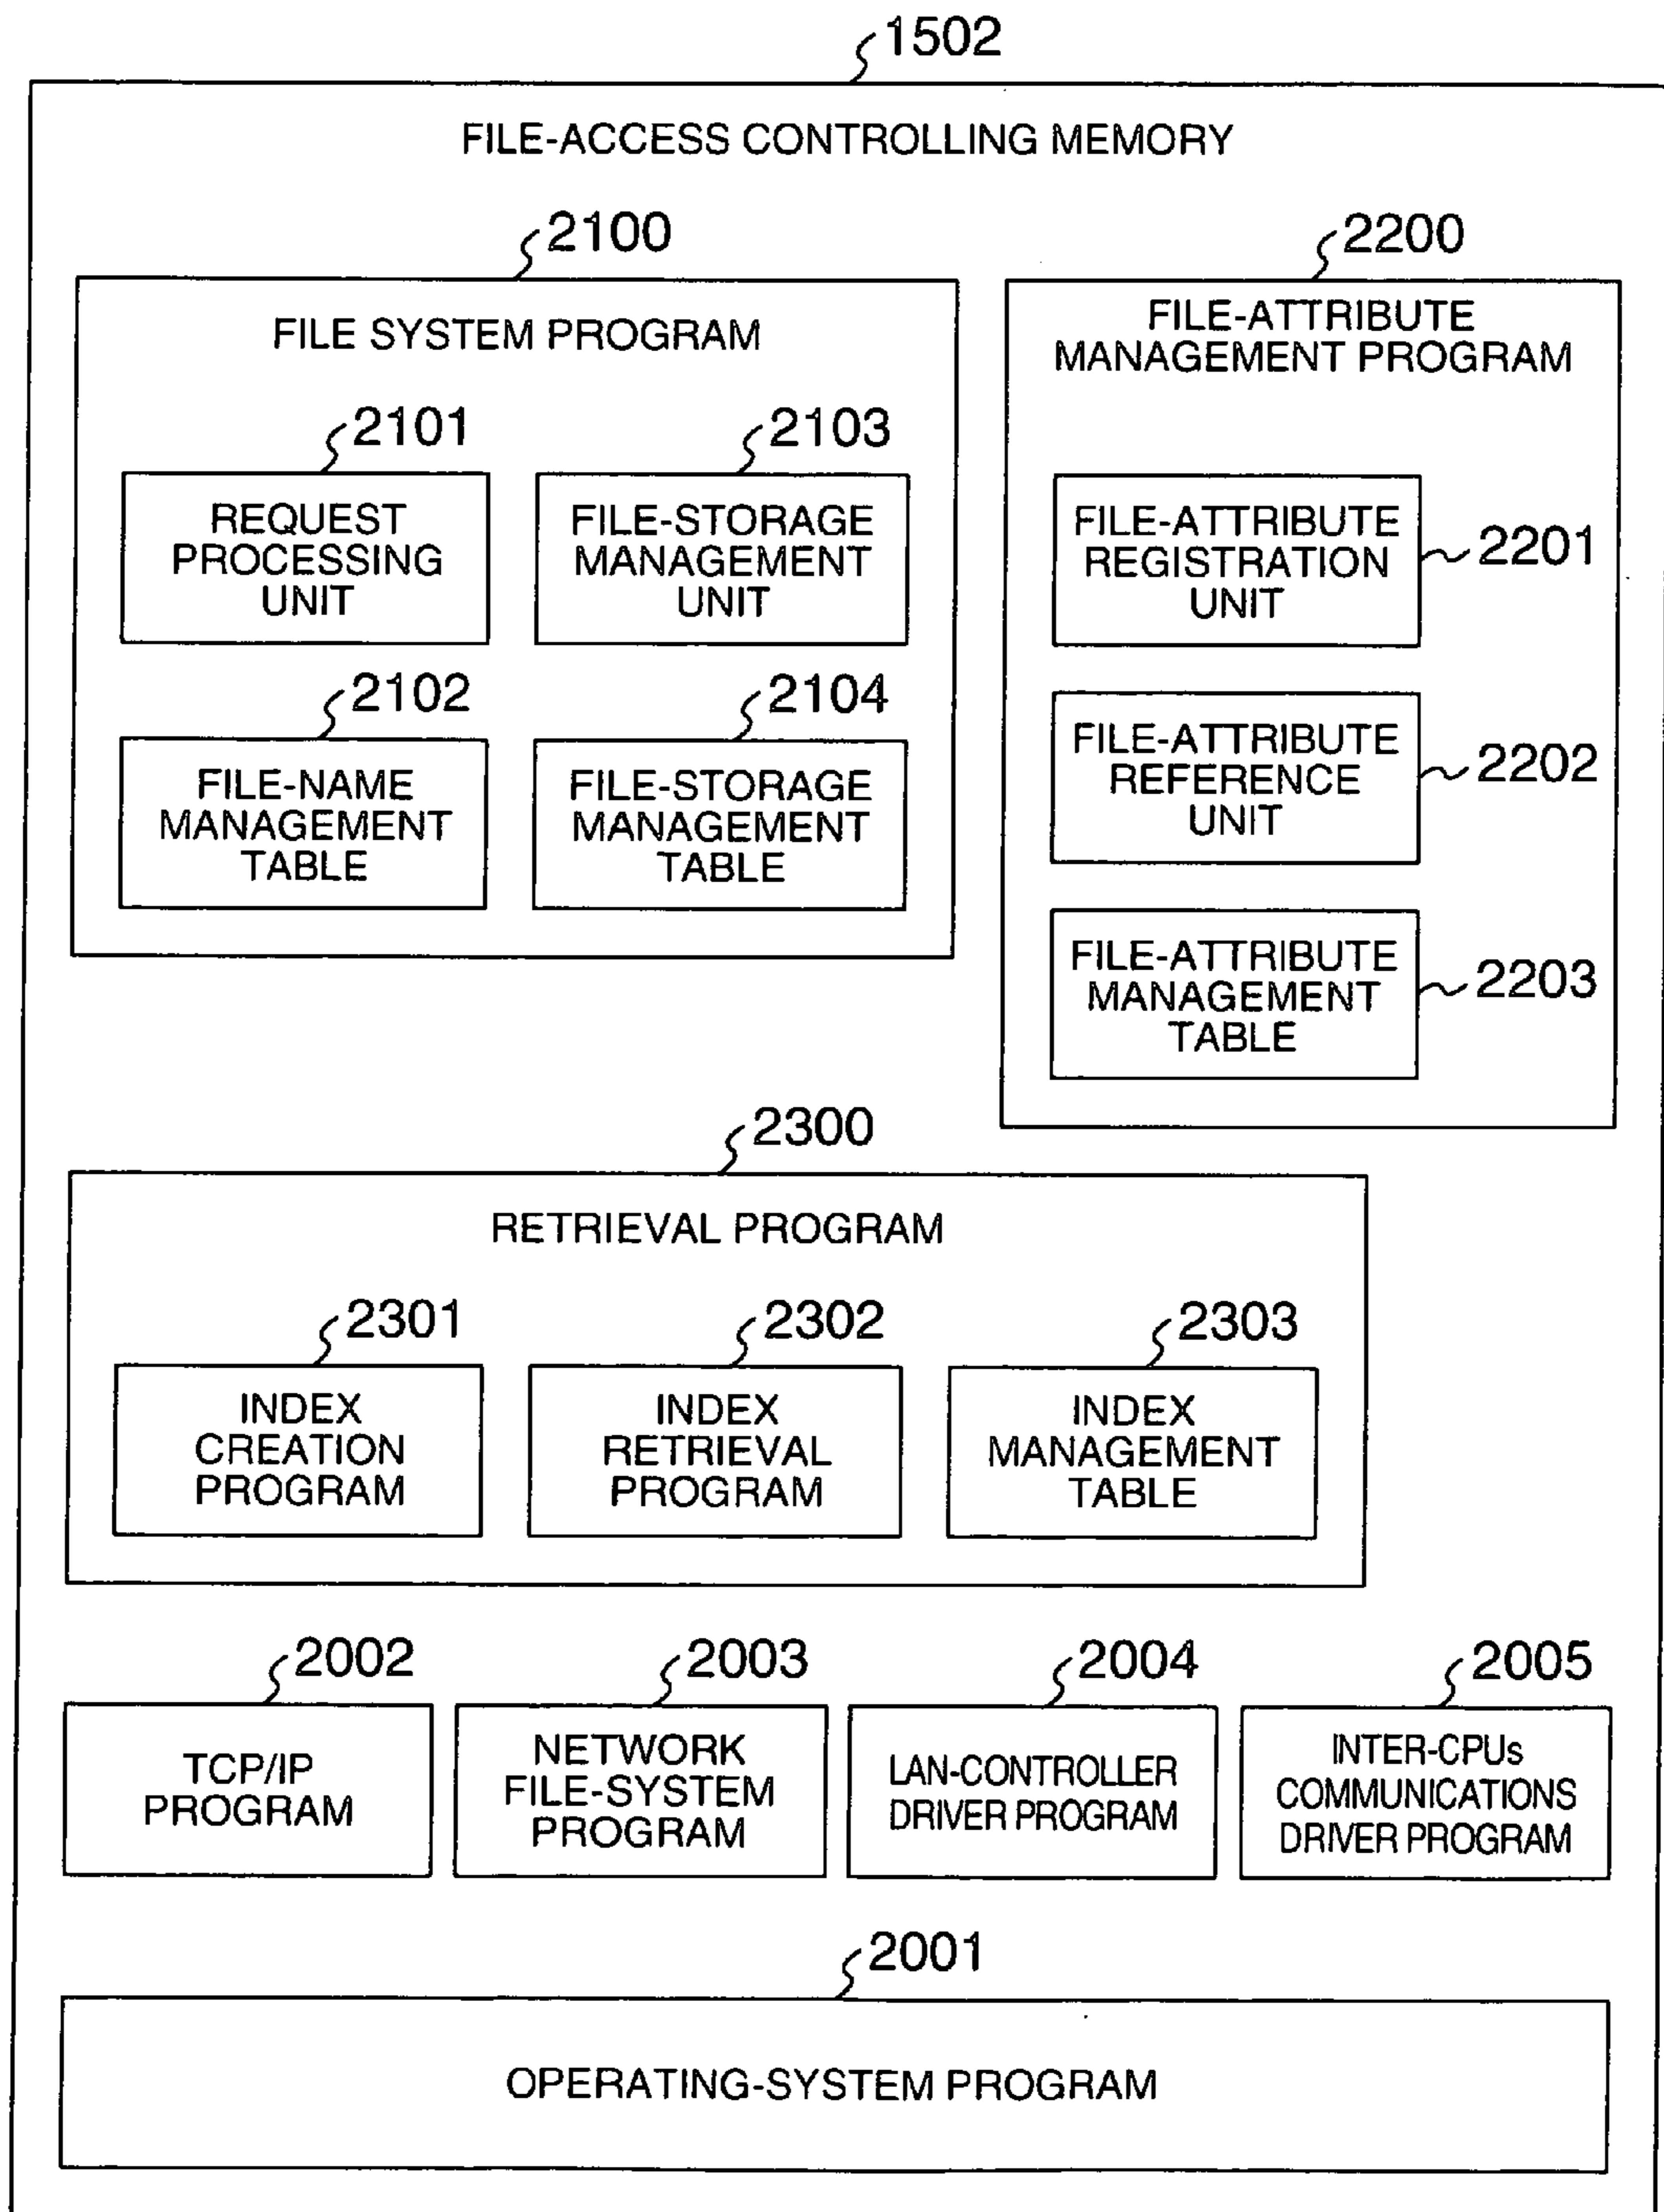 1502
FILE-ACCESS CONTROLLING MEMORY
2100
FILE SYSTEM PROGRAM
2101
REQUEST
PROCESSING
UNIT
2103
FILE-STORAGE
MANAGEMENT
UNIT
2102
FILE-NAME
MANAGEMENT
TABLE
2104
FILE-STORAGE
MANAGEMENT
TABLE
2200
FILE-ATTRIBUTE
MANAGEMENT PROGRAM
FILE-ATTRIBUTE
REGISTRATION
UNIT
2201
FILE-ATTRIBUTE
REFERENCE
UNIT
2202
FILE-ATTRIBUTE
MANAGEMENT
TABLE
2203
2300
RETRIEVAL PROGRAM
2301
INDEX
CREATION
PROGRAM
2302
INDEX
RETRIEVAL
PROGRAM
2303
INDEX
MANAGEMENT
TABLE
2002
TCP/IP
PROGRAM
2003
NETWORK
FILE-SYSTEM
PROGRAM
2004
LAN-CONTROLLER
DRIVER PROGRAM
2005
INTER-CPUs
COMMUNICATIONS
DRIVER PROGRAM
2001
OPERATING-SYSTEM PROGRAM